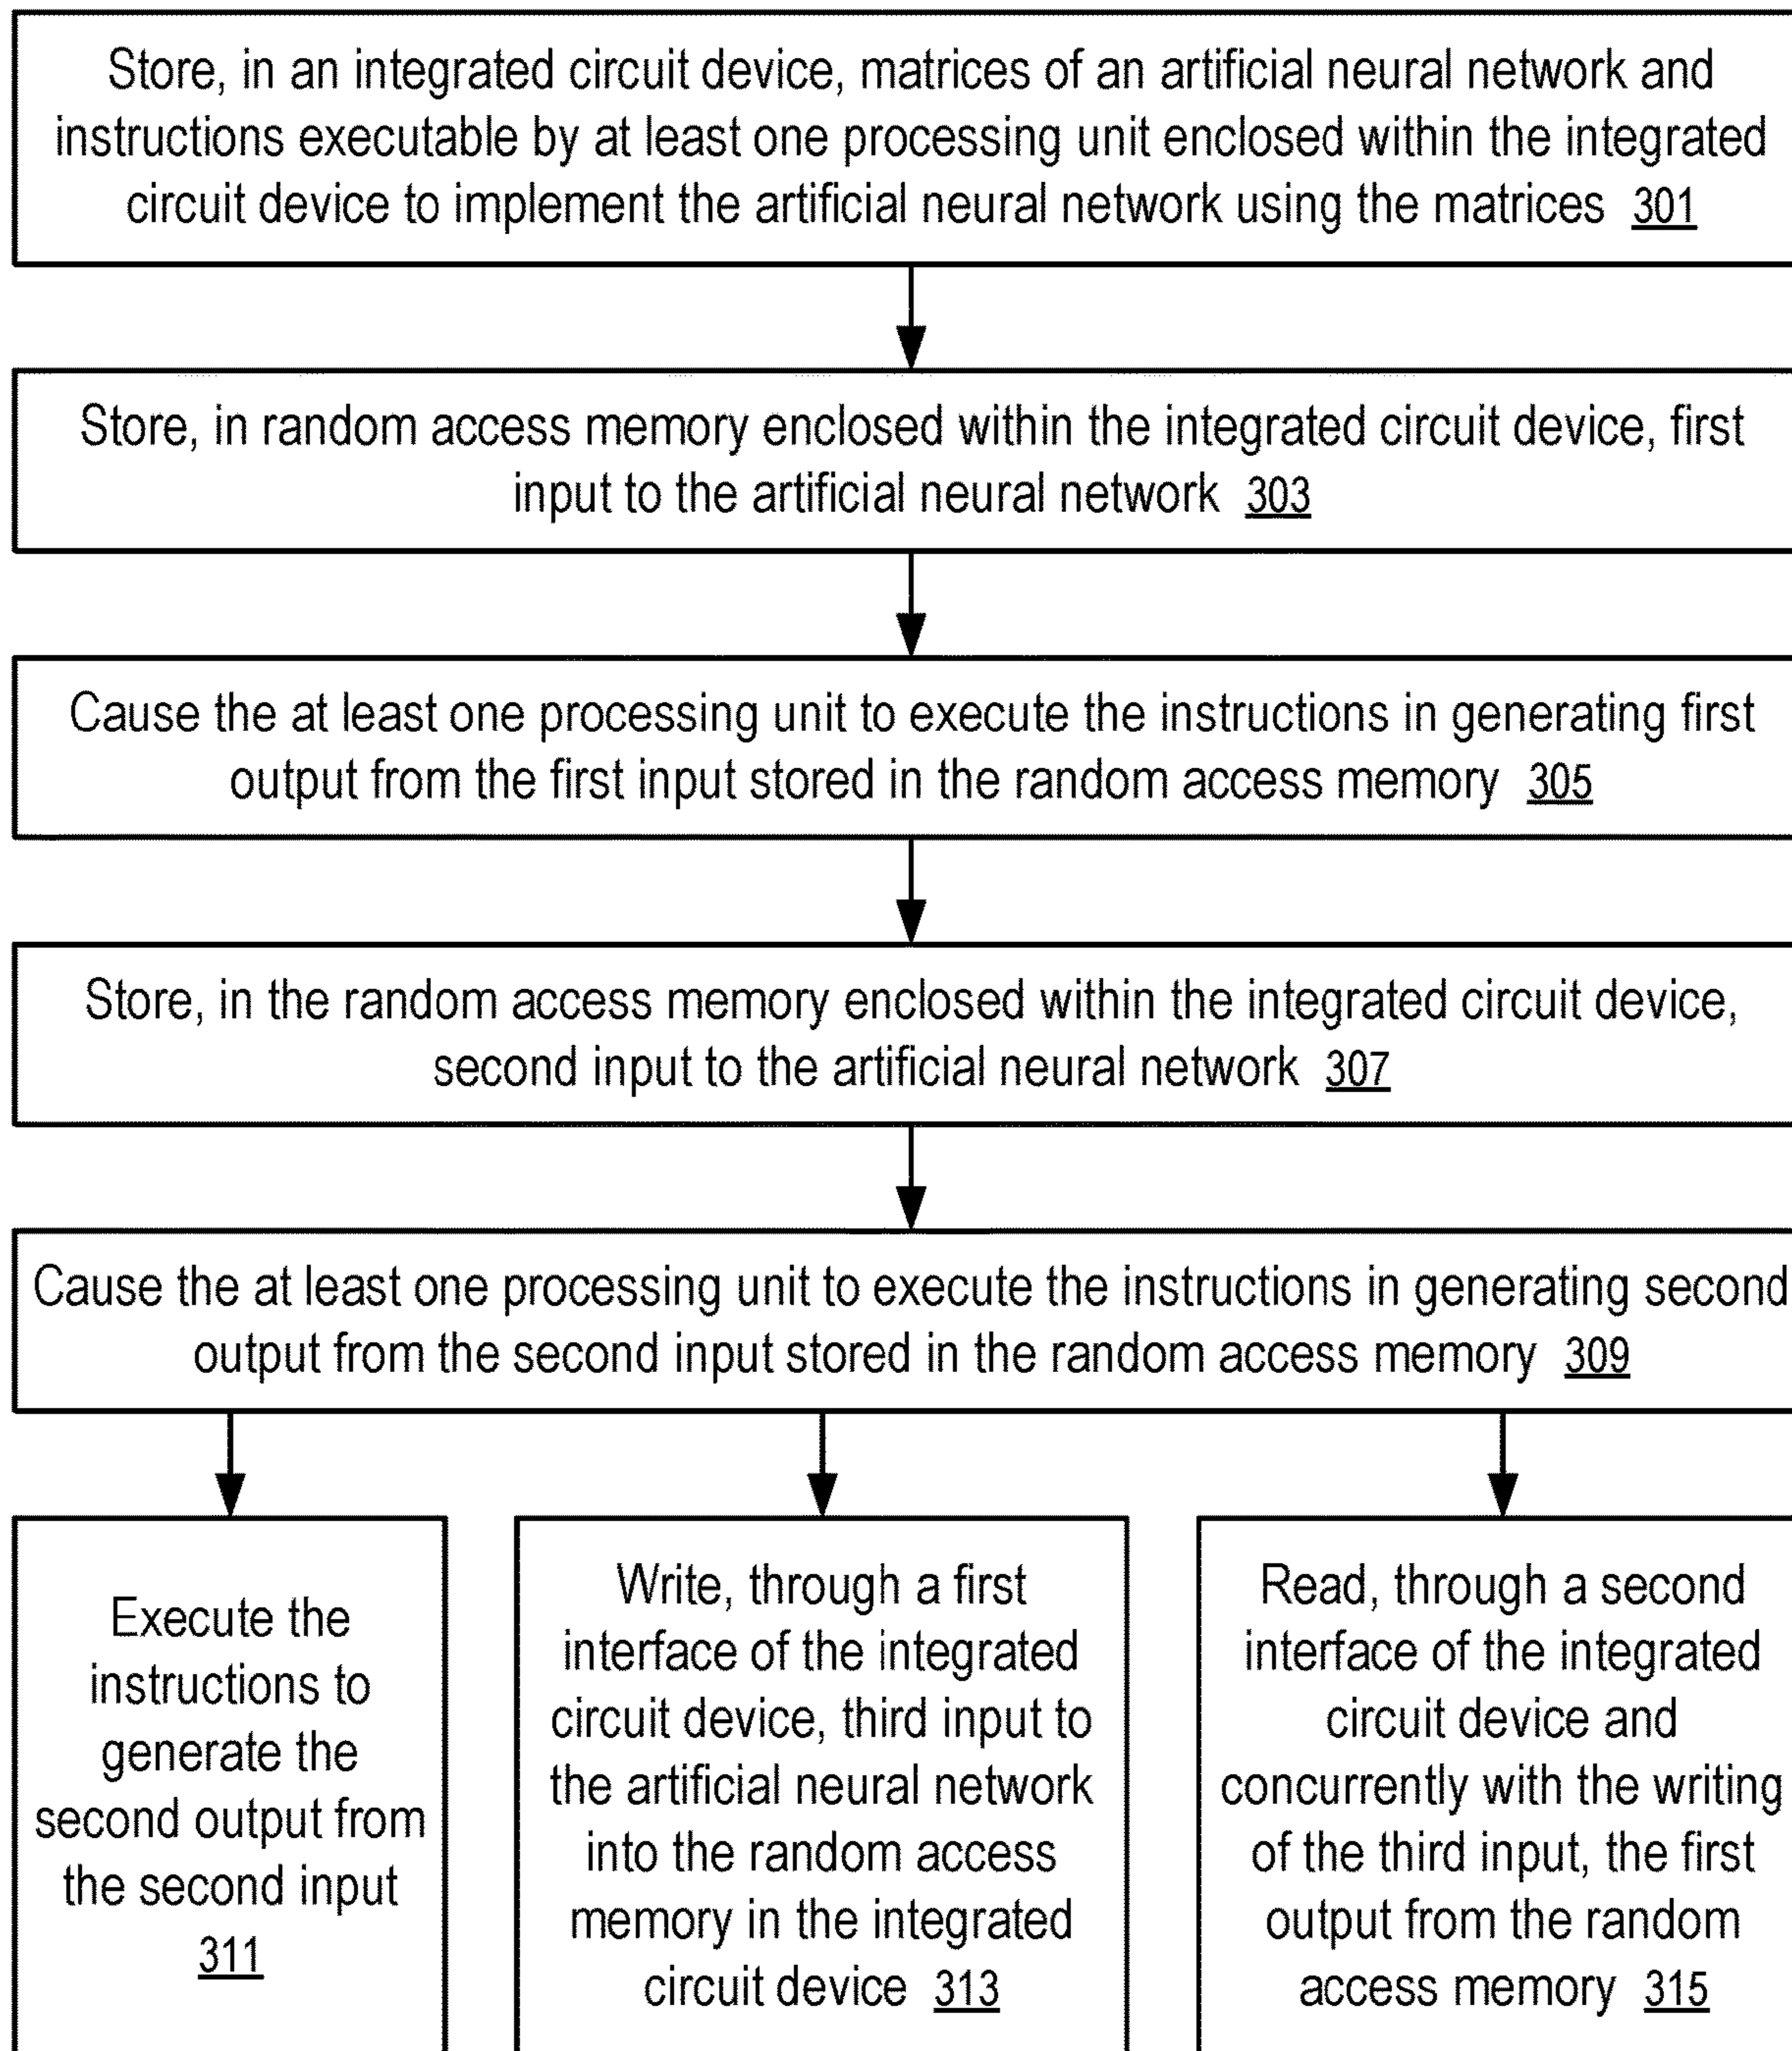 Store, in an integrated circuit device, matrices of an artificial neural network and
instructions executable by at least one processing unit enclosed within the integrated
circuit device to implement the artificial neural network using the matrices 301
Store, in random access memory enclosed within the integrated circuit device, first
input to the artificial neural network 303
Cause the at least one processing unit to execute the instructions in generating first
output from the first input stored in the random access memory 305
Store, in the random access memory enclosed within the integrated circuit device,
second input to the artificial neural network 307
Cause the at least one processing unit to execute the instructions in generating second
output from the second input stored in the random access memory 309
Execute the
instructions to
generate the
second output from
the second input
311
Write, through a first
interface of the integrated
circuit device, third input to
the artificial neural network
into the random access
memory in the integrated
circuit device 313
Read, through a second
interface of the integrated
circuit device and
concurrently with the writing
of the third input, the first
output from the random
access memory 315